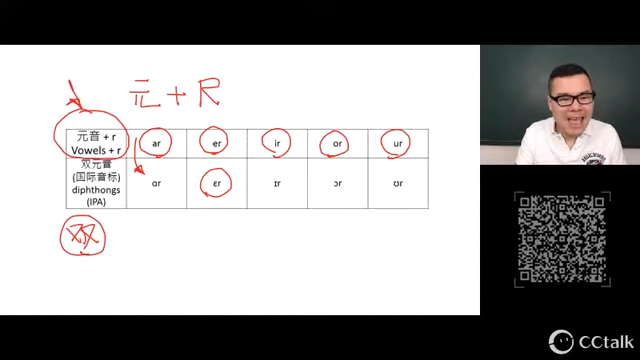 元 + R
元音 + r
Vowels + r
ar er ir or ur
双元音
(国际音标)
diphthongs
(IPA)
ɑr ɛr ɪr ɔr ʊr
双
CCtalk